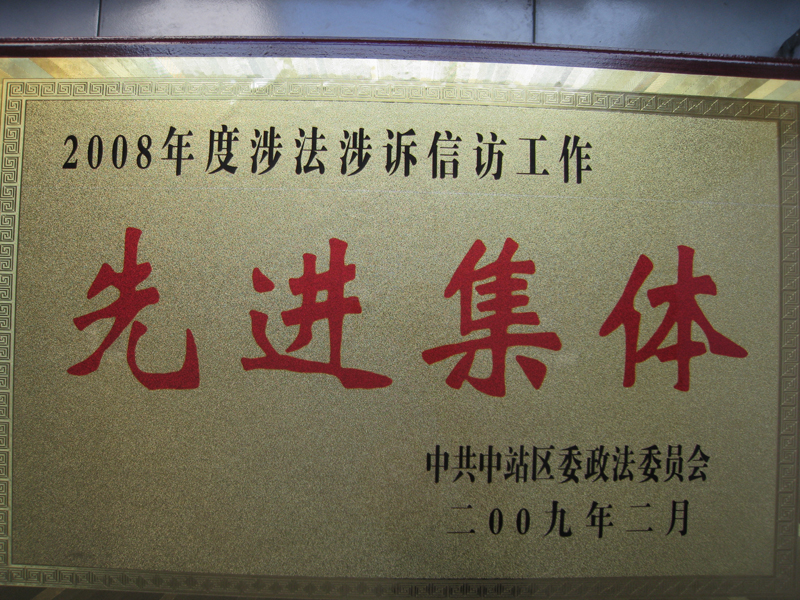 2008年度涉法涉诉信访工作
先进集体
中共中站区委政法委员会
二00九年二月